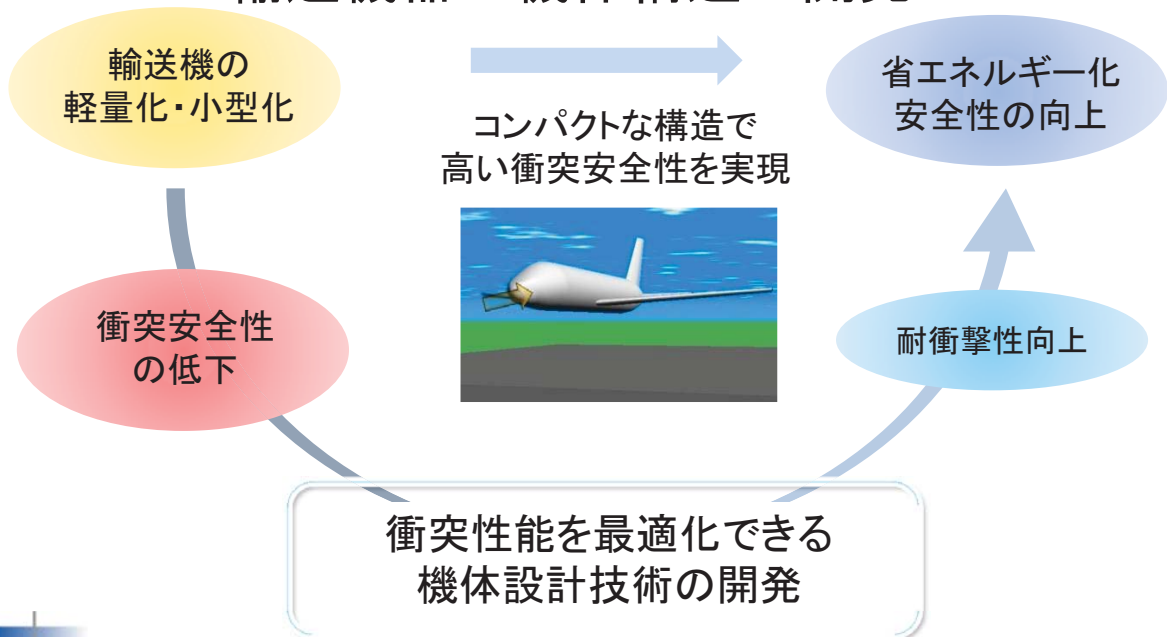 輸送機の
軽量化・小型化
コンパクトな構造で
高い衝突安全性を実現
省エネルギー化
安全性の向上
衝突安全性
の低下
耐衝撃性向上
衝突性能を最適化できる
機体設計技術の開発